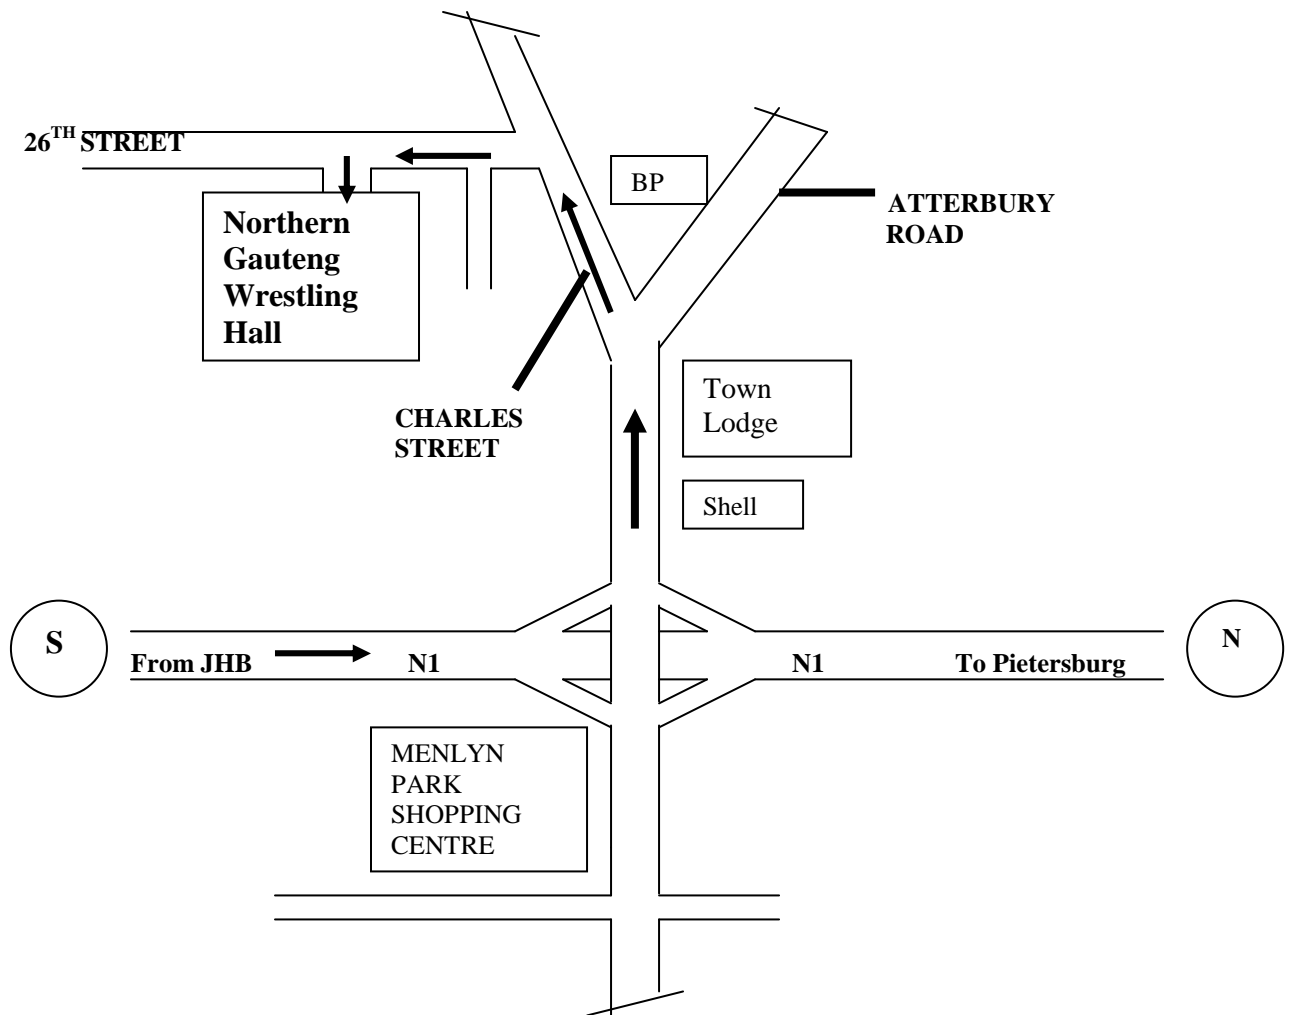 26TH STREET
BP
ATTERBURY
ROAD
Northern
Gauteng
Wrestling
Hall
Town
Lodge
CHARLES
STREET
Shell
S
From JHB
N1
N1
To Pietersburg
N
MENLYN
PARK
SHOPPING
CENTRE